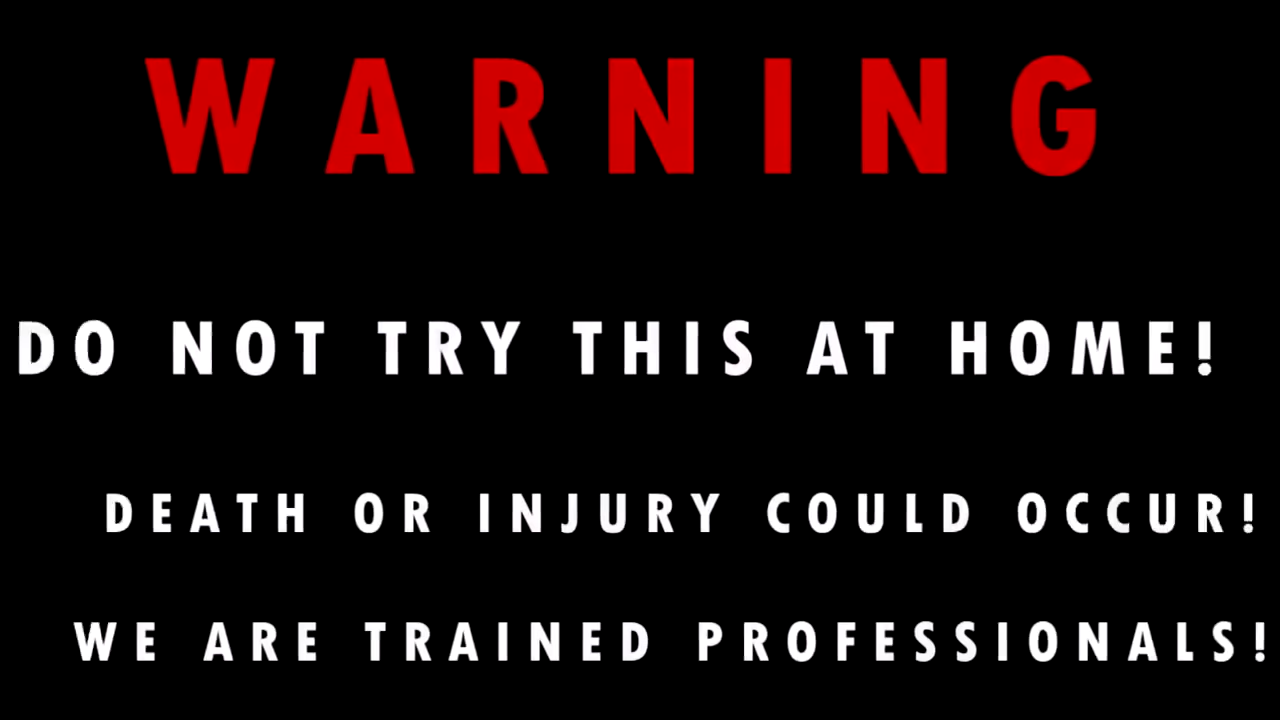 WARNING
DO NOT TRY THIS AT HOME!
DEATH OR INJURY COULD OCCUR!
WE ARE TRAINED PROFESSIONALS!